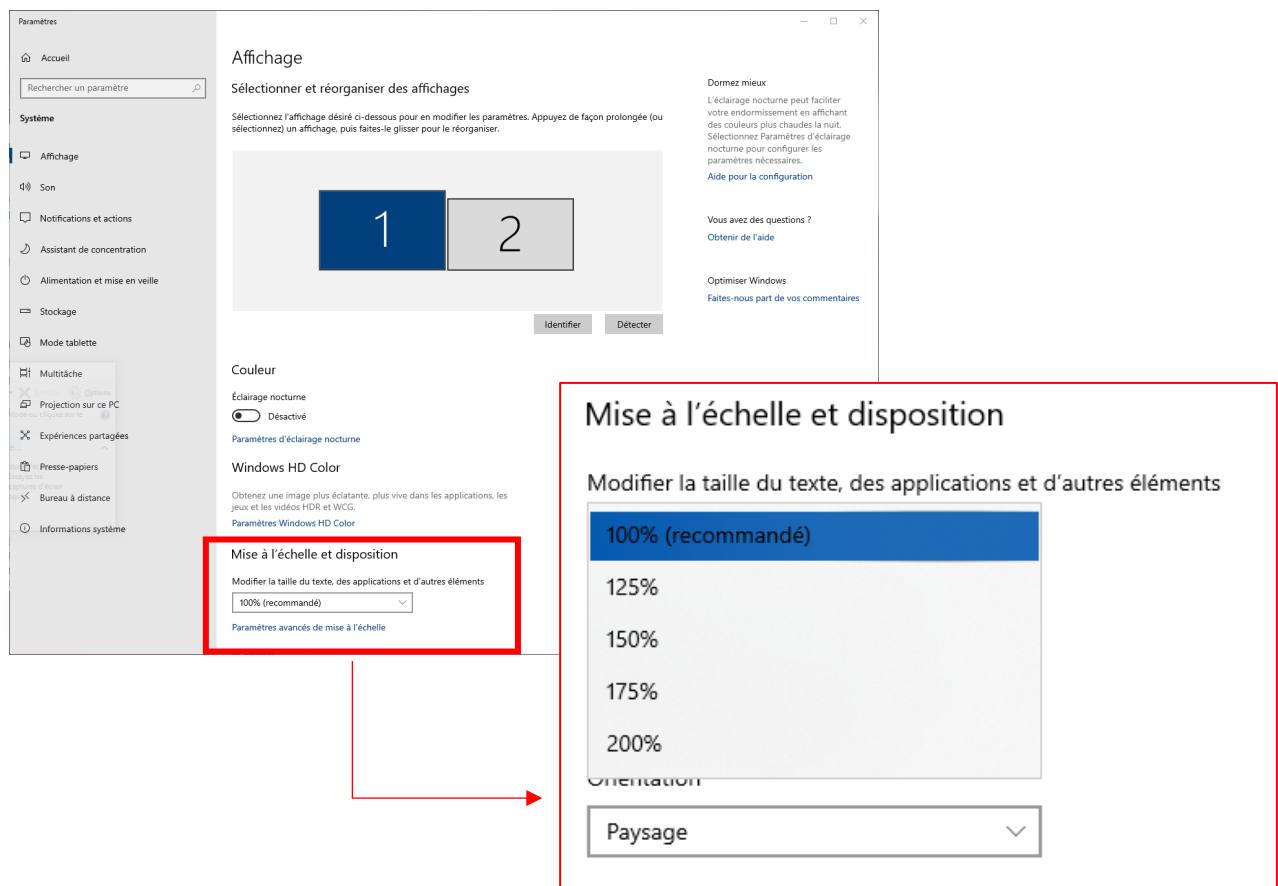 Paramètres
Accueil
Rechercher un paramètre
Système
Affichage
Son
Notifications et actions
Assistant de concentration
Alimentation et mise en veille
Stockage
Mode tablette
Multitâche
Projection sur ce PC
Expériences partagées
Presse-papiers
Bureau à distance
Informations système
Affichage
Sélectionner et réorganiser des affichages
Sélectionnez l'affichage désiré ci-dessous pour en modifier les paramètres. Appuyez de façon prolongée (ou
sélectionnez) un affichage, puis faites-le glisser pour le réorganiser.
1
2
Identifier
Détecter
Couleur
Éclairage nocturne
Désactivé
Paramètres d'éclairage nocturne
Windows HD Color
Obtenez une image plus éclatante, plus vive dans les applications, les
jeux et les vidéos HDR et WCG.
Paramètres Windows HD Color
Mise à l'échelle et disposition
Modifier la taille du texte, des applications et d'autres éléments
100% (recommandé)
Paramètres avancés de mise à l'échelle
Dormez mieux
L'éclairage nocturne peut faciliter
votre endormissement en affichant
des couleurs plus chaudes la nuit.
Sélectionnez Paramètres d'éclairage
nocturne pour configurer les
paramètres nécessaires.
Aide pour la configuration
Vous avez des questions ?
Obtenir de l'aide
Optimiser Windows
Faites-nous part de vos commentaires
Mise à l'échelle et disposition
Modifier la taille du texte, des applications et d'autres éléments
100% (recommandé)
125%
150%
175%
200%
Orientation
Paysage